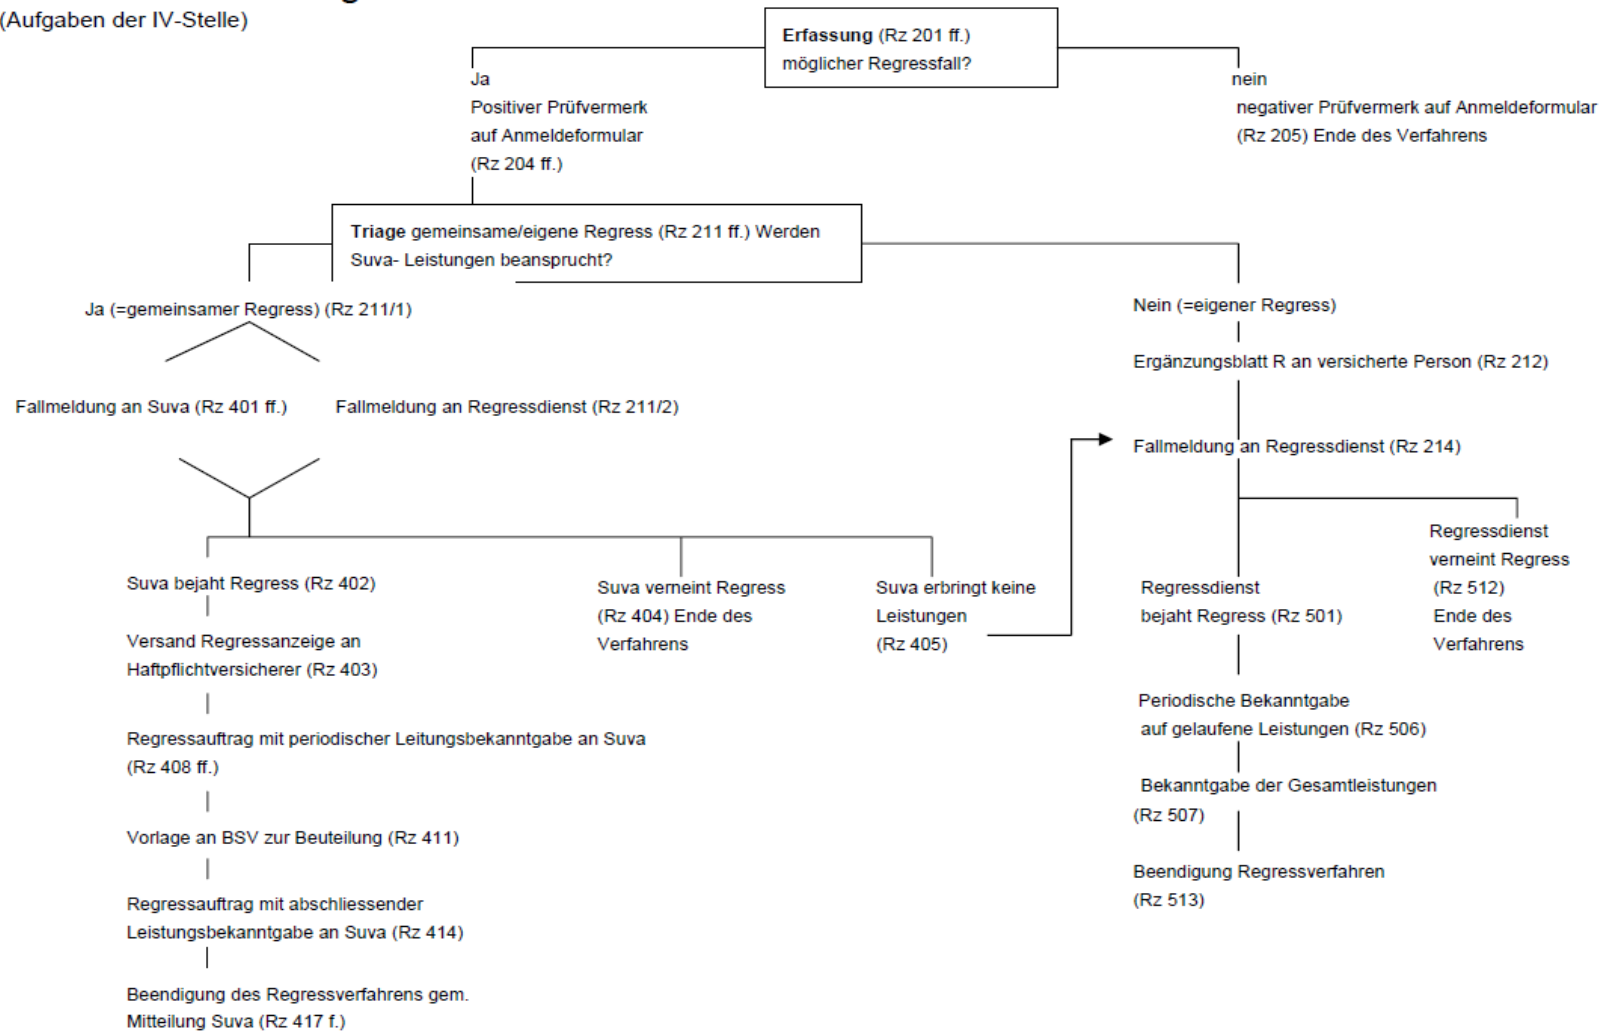 (Aufgaben der IV-Stelle)
Erfassung (Rz 201 ff.)
möglicher Regressfall?
Ja
Positiver Prüfvermerk
auf Anmeldeformular
(Rz 204 ff.)
nein
negativer Prüfvermerk auf Anmeldeformular
(Rz 205) Ende des Verfahrens
Triage gemeinsame/eigene Regress (Rz 211 ff.) Werden
Suva- Leistungen beansprucht?
Ja (=gemeinsamer Regress) (Rz 211/1)
Nein (=eigener Regress)
Ergänzungsblatt R an versicherte Person (Rz 212)
Fallmeldung an Suva (Rz 401 ff.)
Fallmeldung an Regressdienst (Rz 211/2)
Fallmeldung an Regressdienst (Rz 214)
Suva bejaht Regress (Rz 402)
Versand Regressanzeige an
Haftpflichtversicherer (Rz 403)
Regressauftrag mit periodischer Leitungsbekanntgabe an Suva
(Rz 408 ff.)
Vorlage an BSV zur Beuteilung (Rz 411)
Regressauftrag mit abschliessender
Leistungsbekanntgabe an Suva (Rz 414)
Beendigung des Regressverfahrens gem.
Mitteilung Suva (Rz 417 f.)
Suva verneint Regress
(Rz 404) Ende des
Verfahrens
Suva erbringt keine
Leistungen
(Rz 405)
Regressdienst
bejaht Regress (Rz 501)
Periodische Bekanntgabe
auf gelaufene Leistungen (Rz 506)
Bekanntgabe der Gesamtleistungen
(Rz 507)
Beendigung Regressverfahren
(Rz 513)
Regressdienst
verneint Regress
(Rz 512)
Ende des
Verfahrens